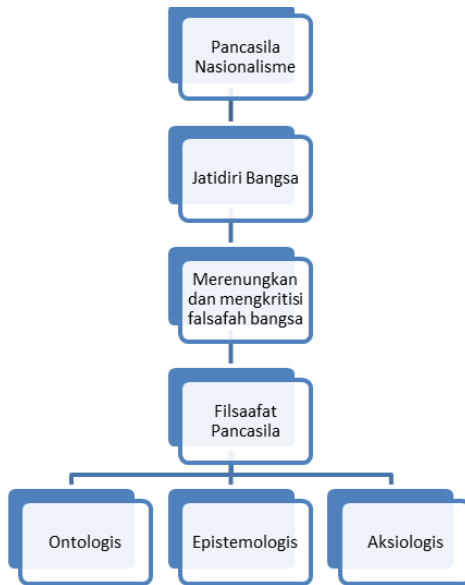 Pancasila
Nasionalisme
Jatidiri Bangsa
Merenungkan
dan mengkritisi
falsafah bangsa
Filsaafat
Pancasila
Ontologis
Epistemologis
Aksiologis